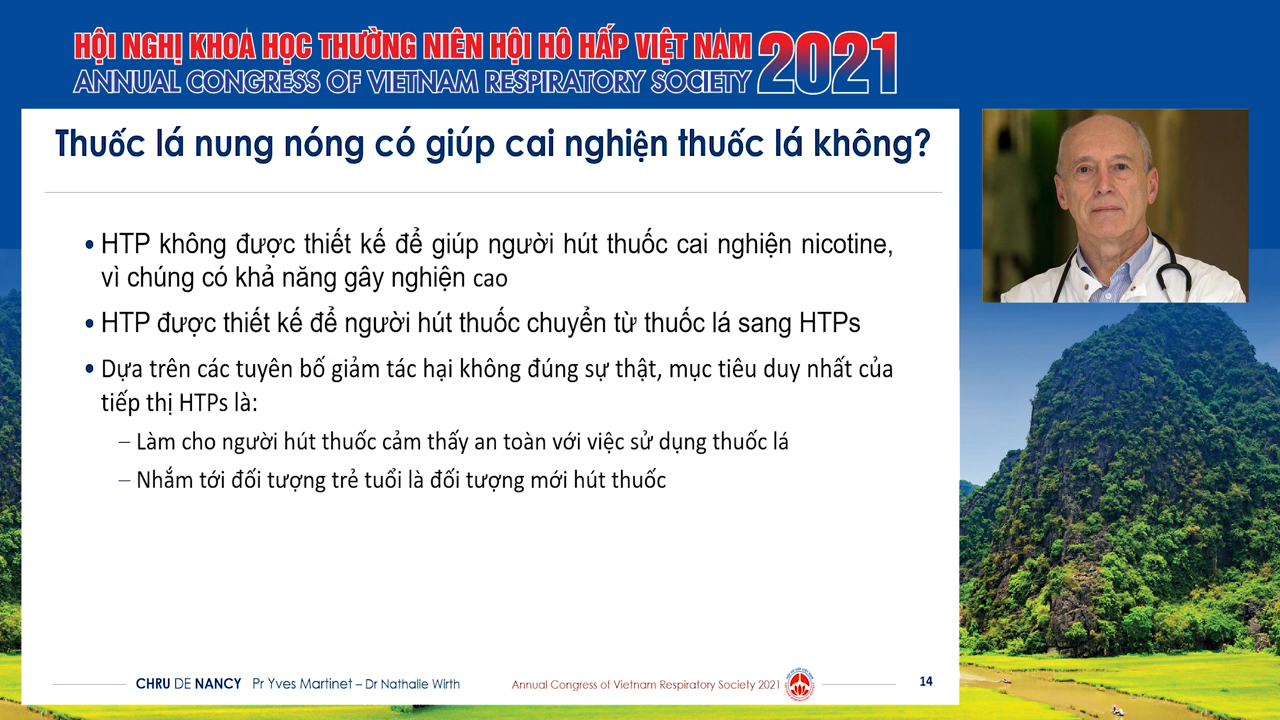 HỘI NGHỊ KHOA HỌC THƯỜNG NIÊN HỘI HÔ HẤP VIỆT NAM 2021
ANNUAL CONGRESS OF VIETNAM RESPIRATORY SOCIETY
Thuốc lá nung nóng có giúp cai nghiện thuốc lá không?
• HTP không được thiết kế để giúp người hút thuốc cai nghiện nicotine,
vì chúng có khả năng gây nghiện cao
• HTP được thiết kế để người hút thuốc chuyển từ thuốc lá sang HTPs
• Dựa trên các tuyên bố giảm tác hại không đúng sự thật, mục tiêu duy nhất của
tiếp thị HTPs là:
– Làm cho người hút thuốc cảm thấy an toàn với việc sử dụng thuốc lá
– Nhắm tới đối tượng trẻ tuổi là đối tượng mới hút thuốc
CHRU DE NANCY Pr Yves Martinet – Dr Nathalie Wirth
Annual Congress of Vietnam Respiratory Society 2021
14